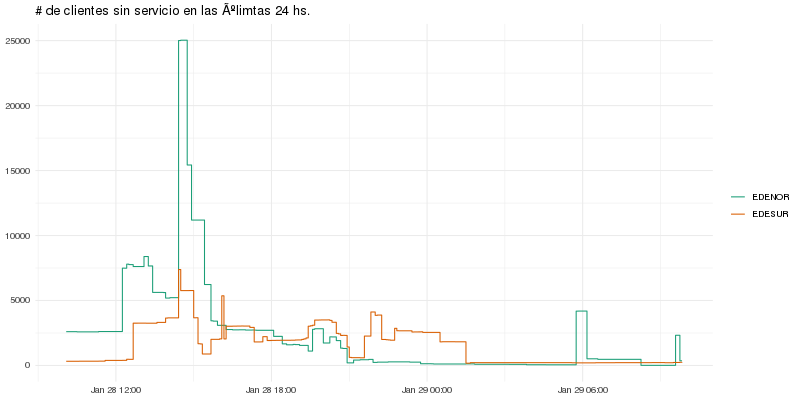 # de clientes sin servicio en las Ãºlimtas 24 hs.
25000
20000
15000
10000
5000
0
Jan 28 12:00
Jan 28 18:00
Jan 29 00:00
Jan 29 06:00
EDENOR
EDESUR